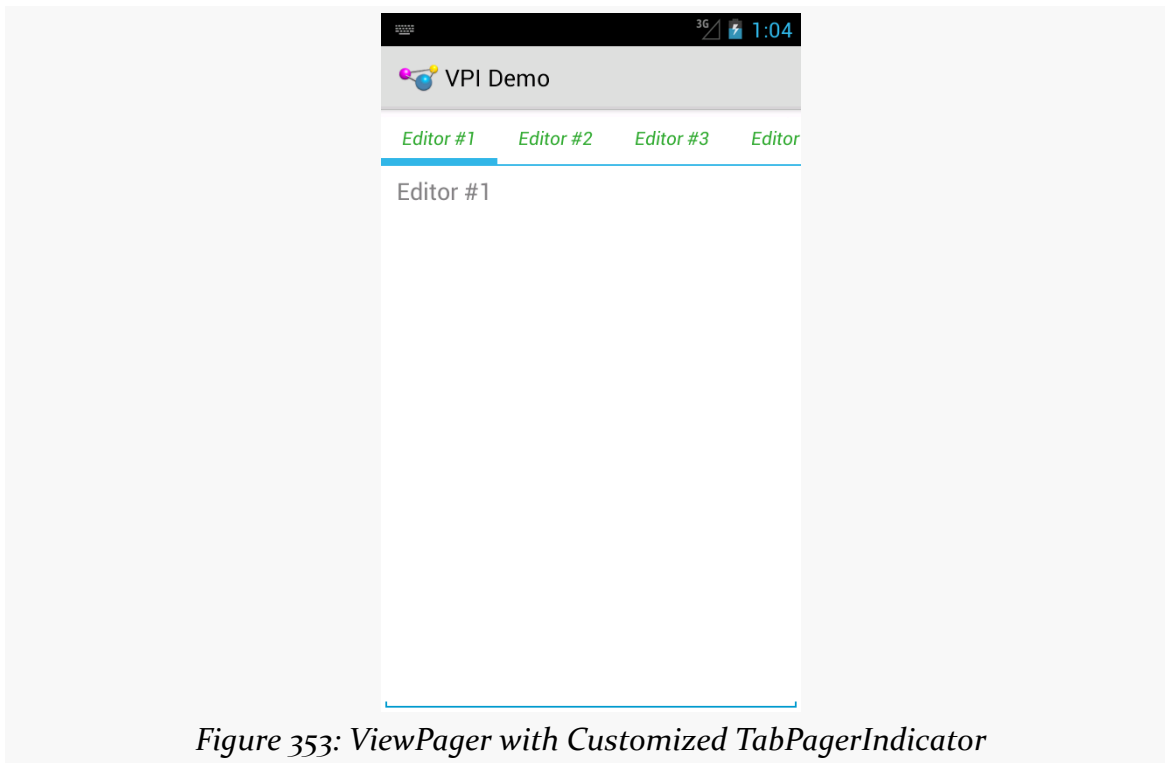 3G 1:04
VPI Demo
Editor #1 Editor #2 Editor #3 Editor
Editor #1
Figure 353: ViewPager with Customized TabPagerIndicator